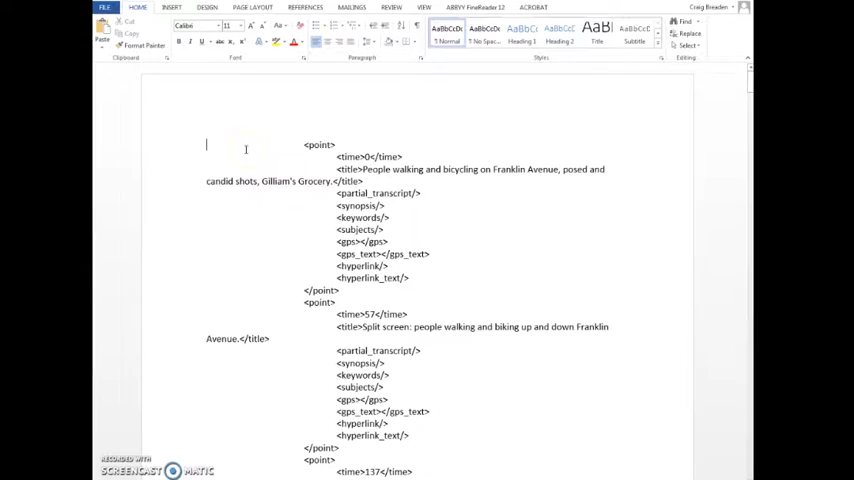 FILE HOME INSERT DESIGN PAGE LAYOUT REFERENCES MAILINGS REVIEW VIEW ABBYY FineReader 12 ACROBAT Craig Breaden
Paste
Cut
Copy
Format Painter
Calibri 11
AaBbCcDc AaBbCcDc AaBbCc AaBbCc AaBl AaBbCcD
¶ Normal ¶ No Spac... Heading 1 Heading 2 Title Subtitle
Find
Replace
Select
Clipboard Font Paragraph Styles Editing
<point>
<time>0</time>
<title>People walking and bicycling on Franklin Avenue, posed and
candid shots, Gilliam's Grocery.</title>
<partial_transcript/>
<synopsis/>
<keywords/>
<subjects/>
<gps></gps>
<gps_text></gps_text>
<hyperlink/>
<hyperlink_text/>
</point>
<point>
<time>57</time>
<title>Split screen: people walking and biking up and down Franklin
Avenue.</title>
<partial_transcript/>
<synopsis/>
<keywords/>
<subjects/>
<gps></gps>
<gps_text></gps_text>
<hyperlink/>
<hyperlink_text/>
</point>
<point>
<time>137</time>
RECORDED WITH
SCREENCAST MATIC